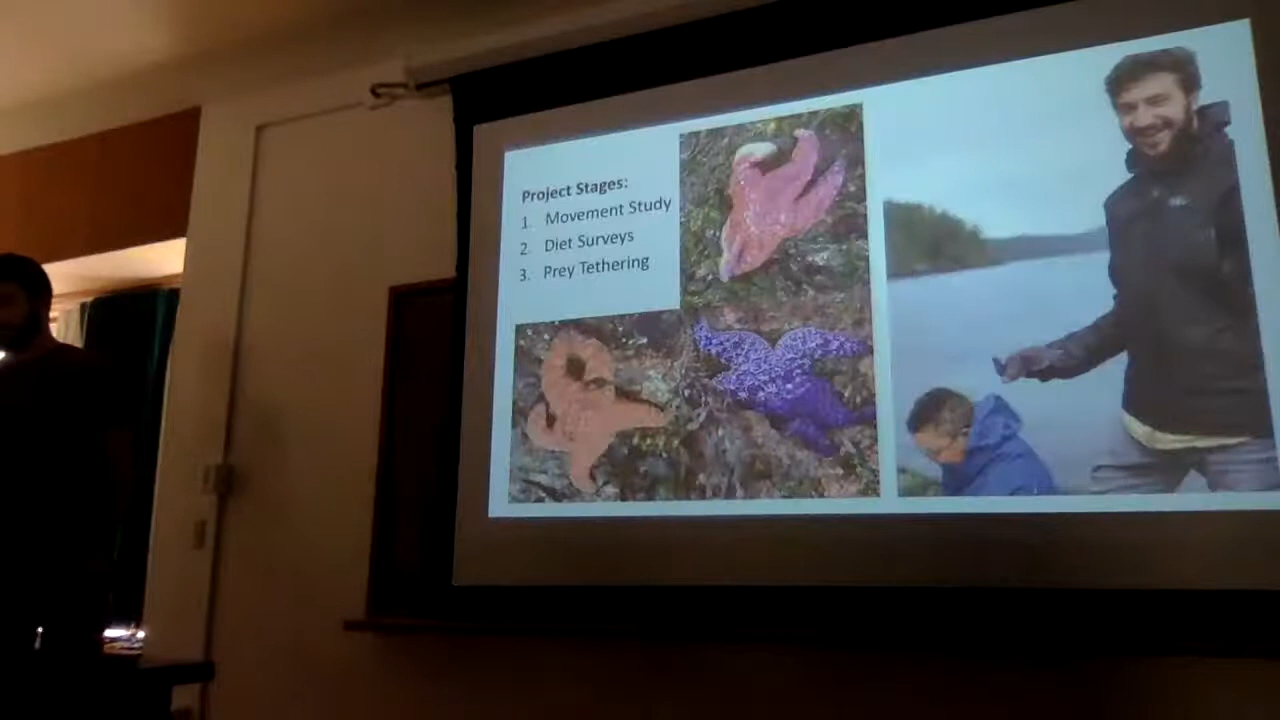 Project Stages:
1. Movement Study
2. Diet Surveys
3. Prey Tethering